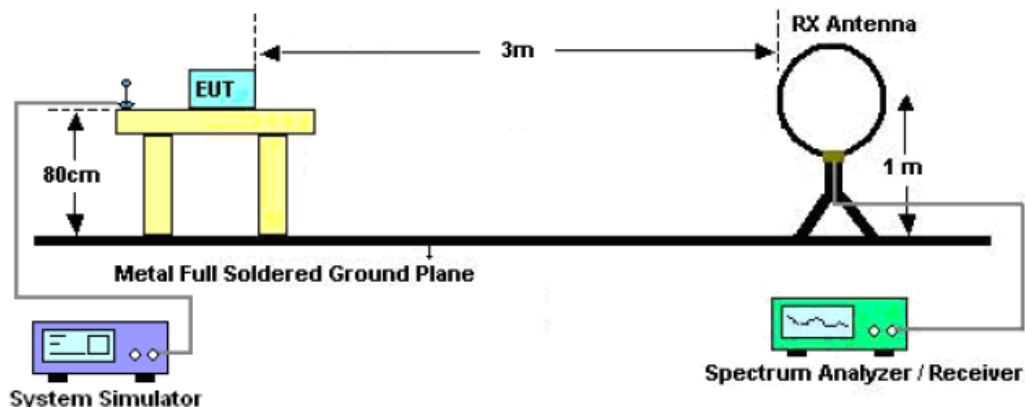 RX Antenna
3m
EUT
80cm
1 m
Metal Full Soldered Ground Plane
System Simulator
Spectrum Analyzer / Receiver